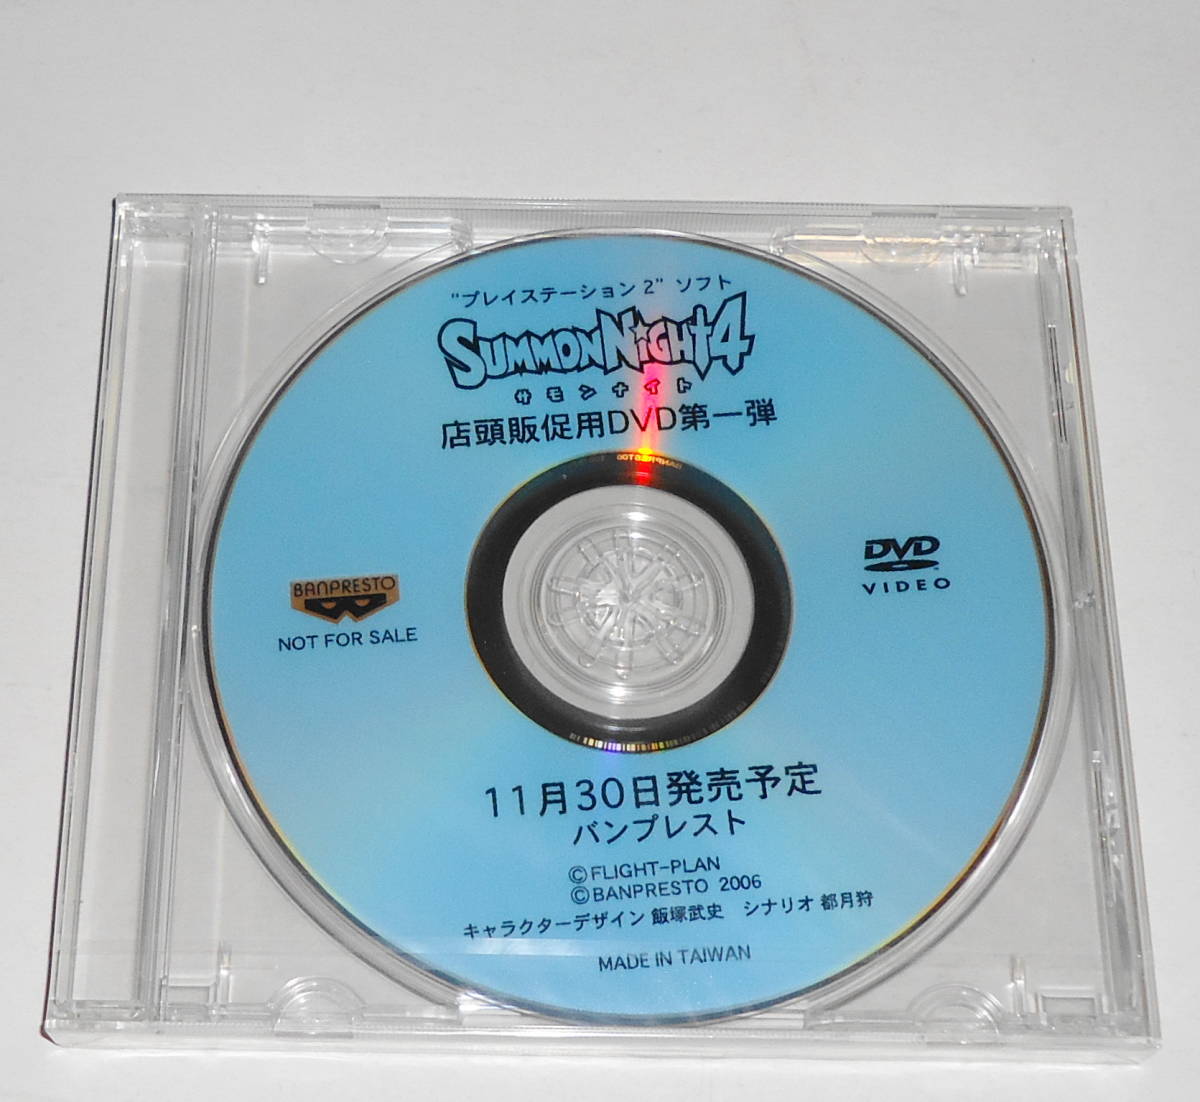 "プレイステーション2" ソフト
SUMMON NIGHT 4
サモンナイト
店頭販促用DVD第一弾
BANPRESTO
NOT FOR SALE
DVD
VIDEO
11月30日発売予定
バンプレスト
©FLIGHT-PLAN
©BANPRESTO 2006
キャラクターデザイン 飯塚武史 シナリオ 都月狩
MADE IN TAIWAN